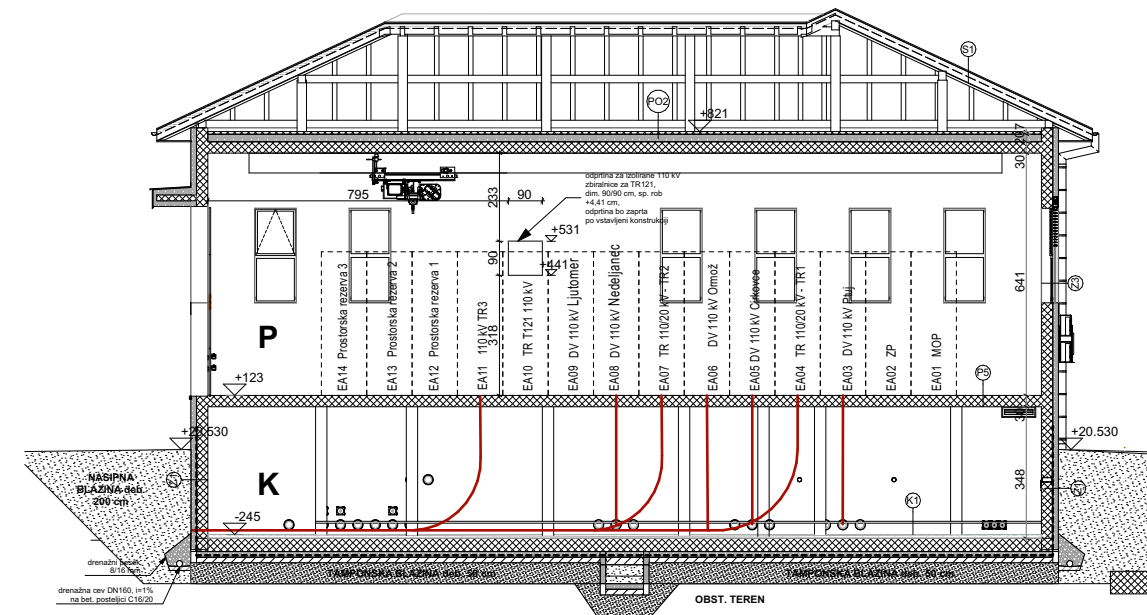 S1
PO2
+821
207
30
odprtina za izolirane 110 kV
zbiralnice za TR121,
dim. 90/90 cm, sp. rob
+4,41 cm,
odprtina bo zaprta
po vstavljeni konstrukciji
795
90
233
+531
90
+441
318
641
Z3
P
EA14 Prostorska rezerva 3
EA13 Prostorska rezerva 2
EA12 Prostorska rezerva 1
EA11 110 kV TR3
EA10 TR T121 110 kV
EA09 DV 110 kV Ljutomer
EA08 DV 110 kV Nedeljanec
EA07 TR 110/20 kV - TR2
EA06 DV 110 kV Ormož
EA05 DV 110 kV Cirkovce
EA04 TR 110/20 kV - TR1
EA03 DV 110 kV Ptuj
EA02 ZP
EA01 MOP
+123
P5
30
+20.530
+20.530
NASIPNA
BLAZINA deb.
200 cm
K
348
K1
-245
drenažni pesek
8/16 mm
drenažna cev DN160, i=1%
na bet. posteljici C16/20
TAMPONSKA BLAZINA deb. 50 cm
TAMPONSKA BLAZINA deb. 50 cm
OBST. TEREN